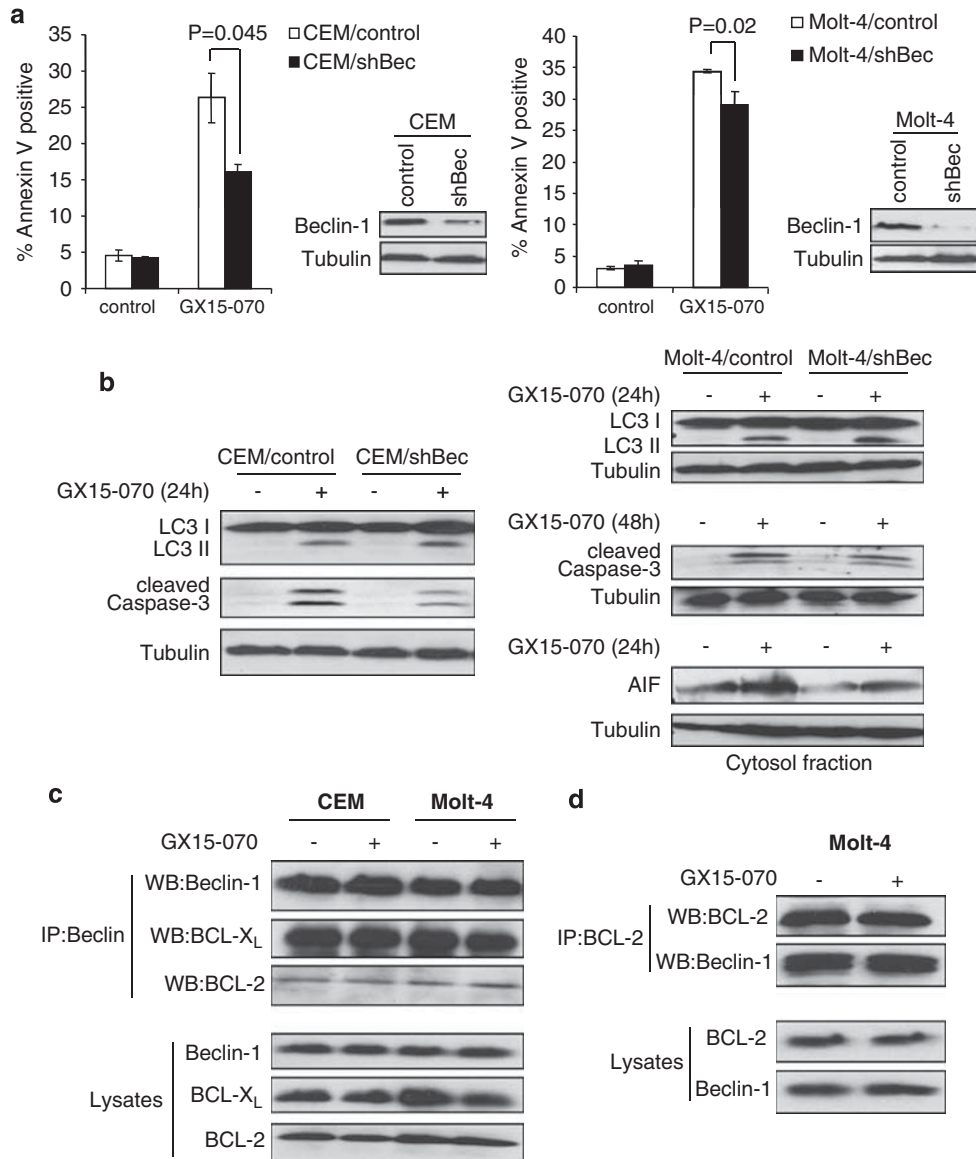 a
P=0.045
CEM/control
CEM/shBec
% Annexin V positive
35
30
25
20
15
10
5
0
control
GX15-070
CEM
control
shBec
Beclin-1
Tubulin
P=0.02
Molt-4/control
Molt-4/shBec
% Annexin V positive
40
35
30
25
20
15
10
5
0
control
GX15-070
Molt-4
control
shBec
Beclin-1
Tubulin
b
CEM/control CEM/shBec
GX15-070 (24h) - + - +
LC3 I
LC3 II
cleaved
Caspase-3
Tubulin
Molt-4/control Molt-4/shBec
GX15-070 (24h) - + - +
LC3 I
LC3 II
Tubulin
GX15-070 (48h) - + - +
cleaved
Caspase-3
Tubulin
GX15-070 (24h) - + - +
AIF
Tubulin
Cytosol fraction
c
CEM Molt-4
GX15-070 - + - +
IP:Beclin
WB:Beclin-1
WB:BCL-XL
WB:BCL-2
Lysates
Beclin-1
BCL-XL
BCL-2
d
Molt-4
GX15-070 - +
IP:BCL-2
WB:BCL-2
WB:Beclin-1
Lysates
BCL-2
Beclin-1